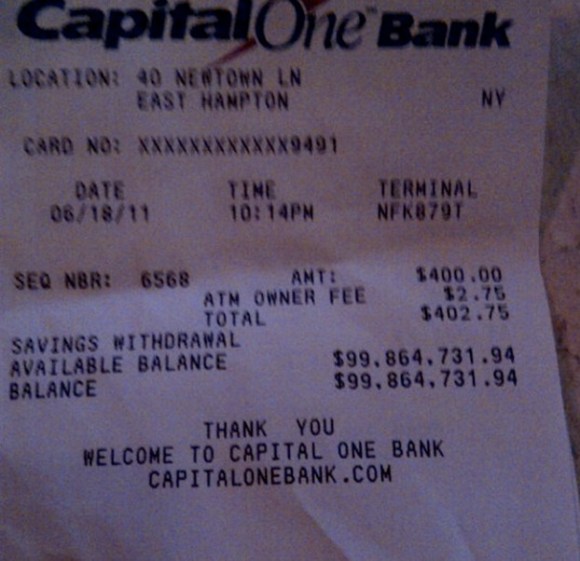 CapitalOne™ Bank
LOCATION: 40 NEWTOWN LN
EAST HAMPTON NY
CARD NO: XXXXXXXXXXXX9491
DATE TIME TERMINAL
06/18/11 10:14PM NFK879T
SEQ NBR: 6568 AMT: $400.00
ATM OWNER FEE $2.75
TOTAL $402.75
SAVINGS WITHDRAWAL
AVAILABLE BALANCE $99,864,731.94
BALANCE $99,864,731.94
THANK YOU
WELCOME TO CAPITAL ONE BANK
CAPITALONEBANK.COM